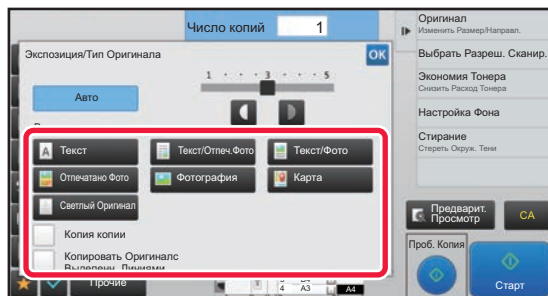 Число копий 1
Экспозиция/Тип Оригинала
OK
1 3 5
Авто
A Текст
Текст/Отпеч.Фото
Текст/Фото
Отпечатано Фото
Фотография
Карта
Светлый Оригинал
Копия копии
Копировать Оригиналс
Выделенн. Линиями
Прочие
4 A3
A4
Оригинал
Изменить Размер/Направл.
Выбрать Разреш. Сканир.
Экономия Тонера
Снизить Расход Тонера
Настройка Фона
Стирание
Стереть Окруж. Тени
Предварит.
Просмотр
CA
Проб. Копия
Старт